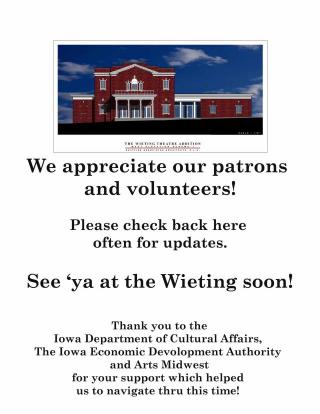 THE WIETING THEATRE ADDITION
We appreciate our patrons
and volunteers!
Please check back here
often for updates.
See ‘ya at the Wieting soon!
Thank you to the
Iowa Department of Cultural Affairs,
The Iowa Economic Devolopment Authority
and Arts Midwest
for your support which helped
us to navigate thru this time!